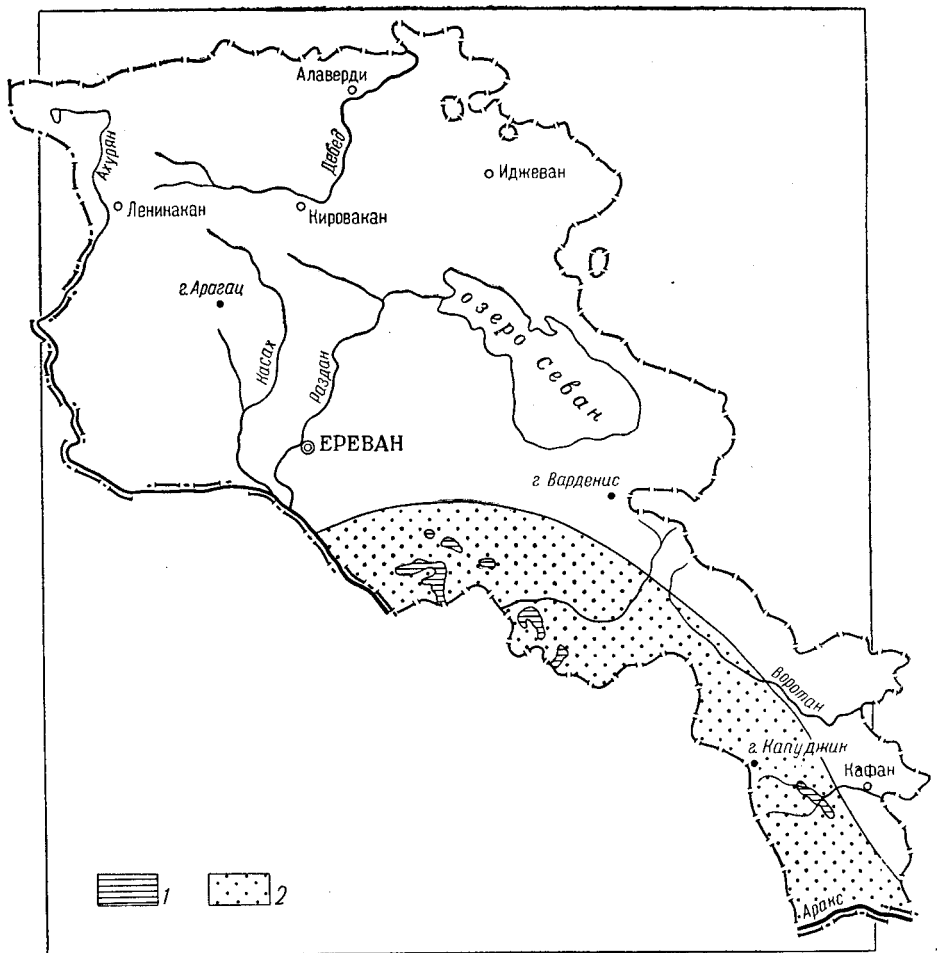 Алаверди
Ахурян
Дебед
Иджеван
Ленинакан
Кировакан
г. Арагац
Касах
Раздан
озеро Севан
ЕРЕВАН
г. Варденис
Воротан
г. Капуджик
Кафан
Аракс
1
2